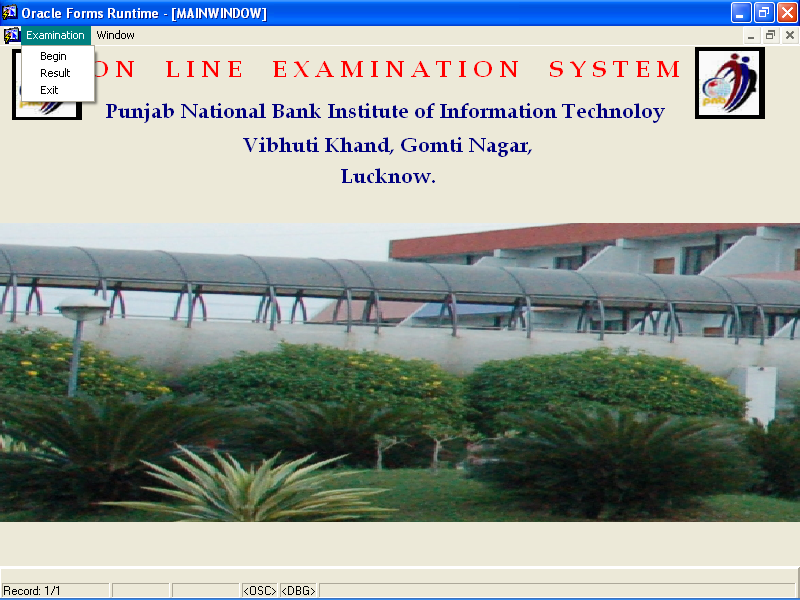 Oracle Forms Runtime - [MAINWINDOW]
Examination Window
Begin
Result
Exit
ON LINE EXAMINATION SYSTEM
Punjab National Bank Institute of Information Technoloy
Vibhuti Khand, Gomti Nagar,
Lucknow.
pnb
Record: 1/1 <OSC> <DBG>